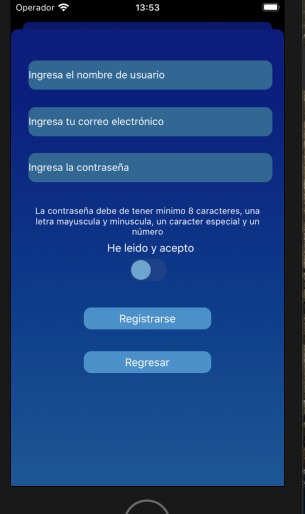 Operador 13:53
Ingresa el nombre de usuario
Ingresa tu correo electrónico
Ingresa la contraseña
La contraseña debe de tener minimo 8 caracteres, una
letra mayuscula y minuscula, un caracter especial y un
número
He leido y acepto
Registrarse
Regresar